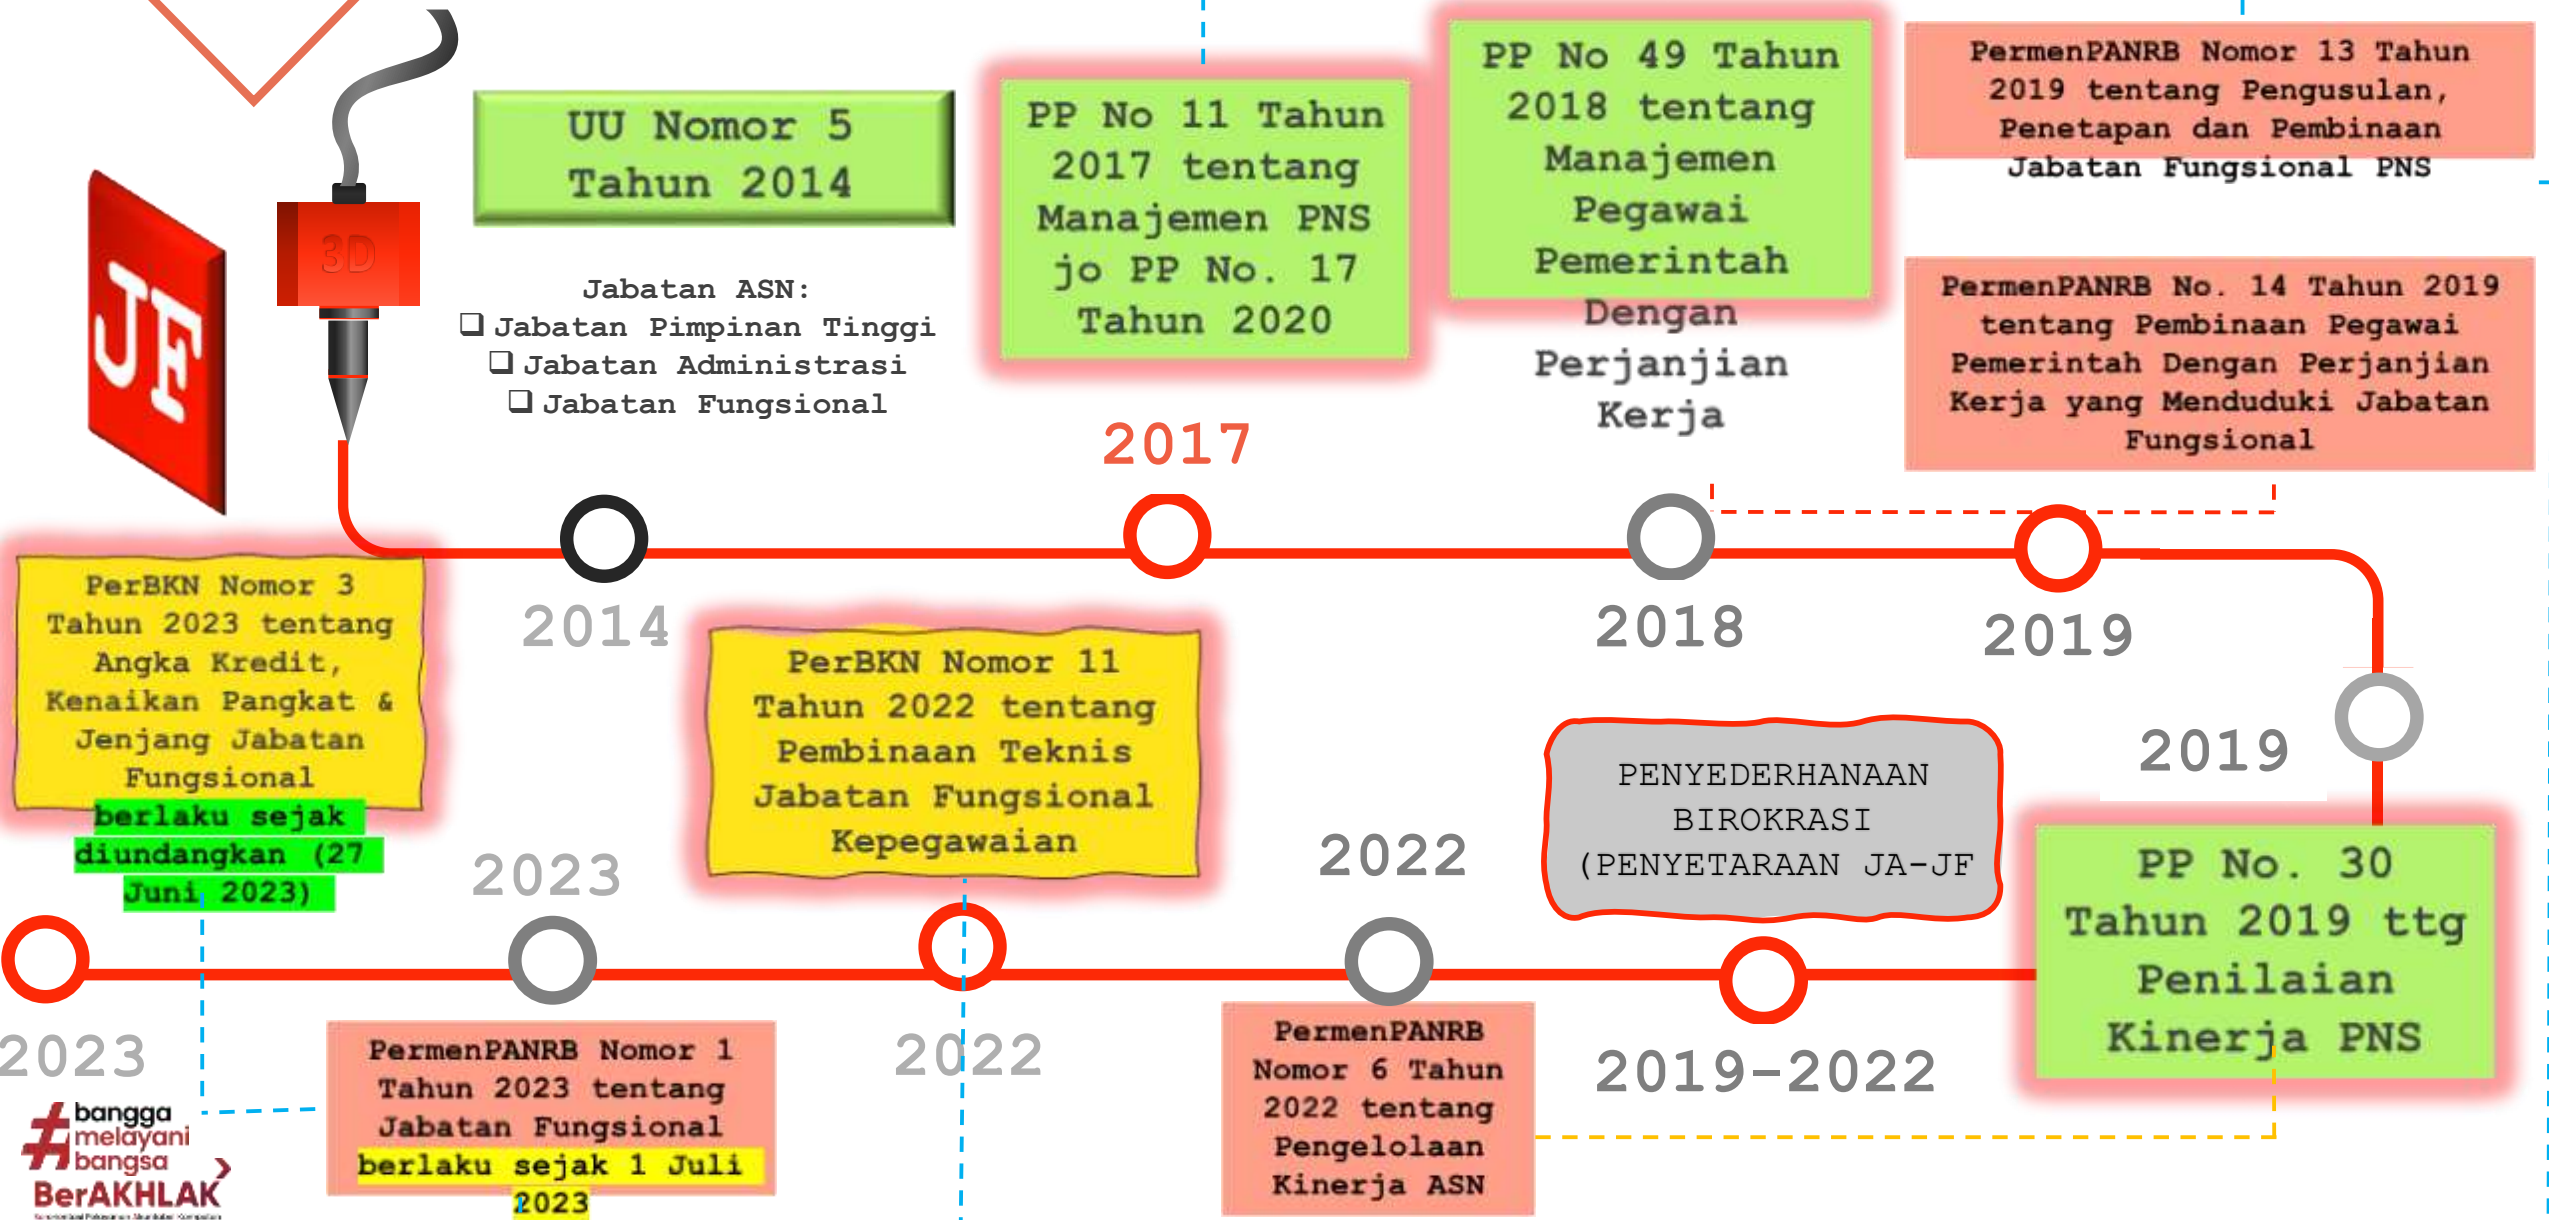 JF
3D
UU Nomor 5
Tahun 2014
Jabatan ASN:
Jabatan Pimpinan Tinggi
Jabatan Administrasi
Jabatan Fungsional
PP No 11 Tahun
2017 tentang
Manajemen PNS
jo PP No. 17
Tahun 2020
PP No 49 Tahun
2018 tentang
Manajemen
Pegawai
Pemerintah
Dengan
Perjanjian
Kerja
PermenPANRB Nomor 13 Tahun
2019 tentang Pengusulan,
Penetapan dan Pembinaan
Jabatan Fungsional PNS
PermenPANRB No. 14 Tahun 2019
tentang Pembinaan Pegawai
Pemerintah Dengan Perjanjian
Kerja yang Menduduki Jabatan
Fungsional
2014
2017
2018
2019
2019
PP No. 30
Tahun 2019 ttg
Penilaian
Kinerja PNS
PENYEDERHANAAN
BIROKRASI
(PENYETARAAN JA-JF
2019-2022
2022
PermenPANRB
Nomor 6 Tahun
2022 tentang
Pengelolaan
Kinerja ASN
PerBKN Nomor 11
Tahun 2022 tentang
Pembinaan Teknis
Jabatan Fungsional
Kepegawaian
2022
2023
PermenPANRB Nomor 1
Tahun 2023 tentang
Jabatan Fungsional
berlaku sejak 1 Juli
2023
PerBKN Nomor 3
Tahun 2023 tentang
Angka Kredit,
Kenaikan Pangkat &
Jenjang Jabatan
Fungsional
berlaku sejak
diundangkan (27
Juni 2023)
2023
#bangga
melayani
bangsa
BerAKHLAK